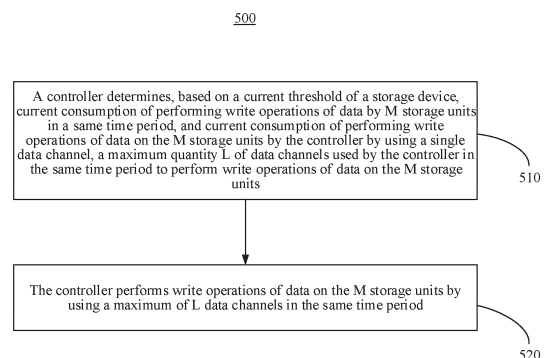 500
A controller determines, based on a current threshold of a storage device,
current consumption of performing write operations of data by M storage units
in a same time period, and current consumption of performing write
operations of data on the M storage units by the controller by using a single
data channel, a maximum quantity L of data channels used by the controller in
the same time period to perform write operations of data on the M storage
units
510
The controller performs write operations of data on the M storage units by
using a maximum of L data channels in the same time period
520